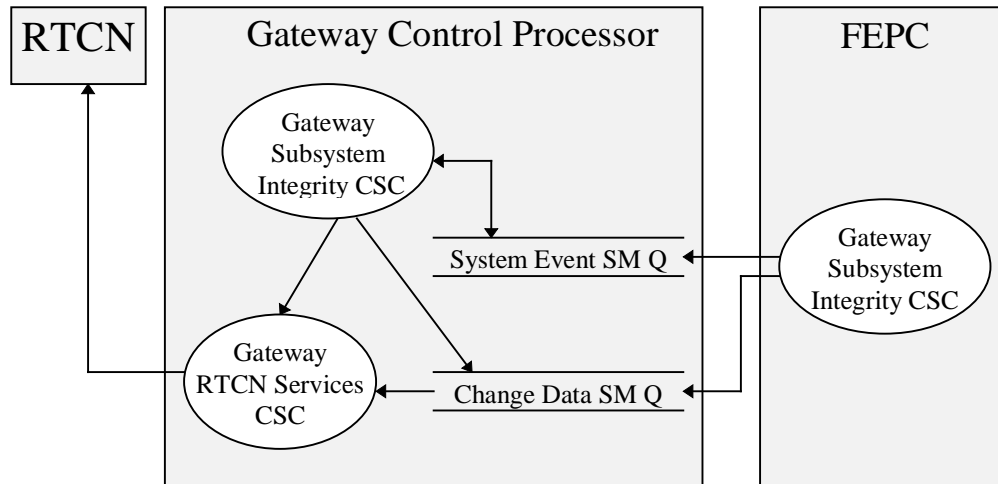 RTCN
Gateway Control Processor
FEPC
Gateway
Subsystem
Integrity CSC
System Event SM Q
Gateway
Subsystem
Integrity CSC
Gateway
RTCN Services
CSC
Change Data SM Q